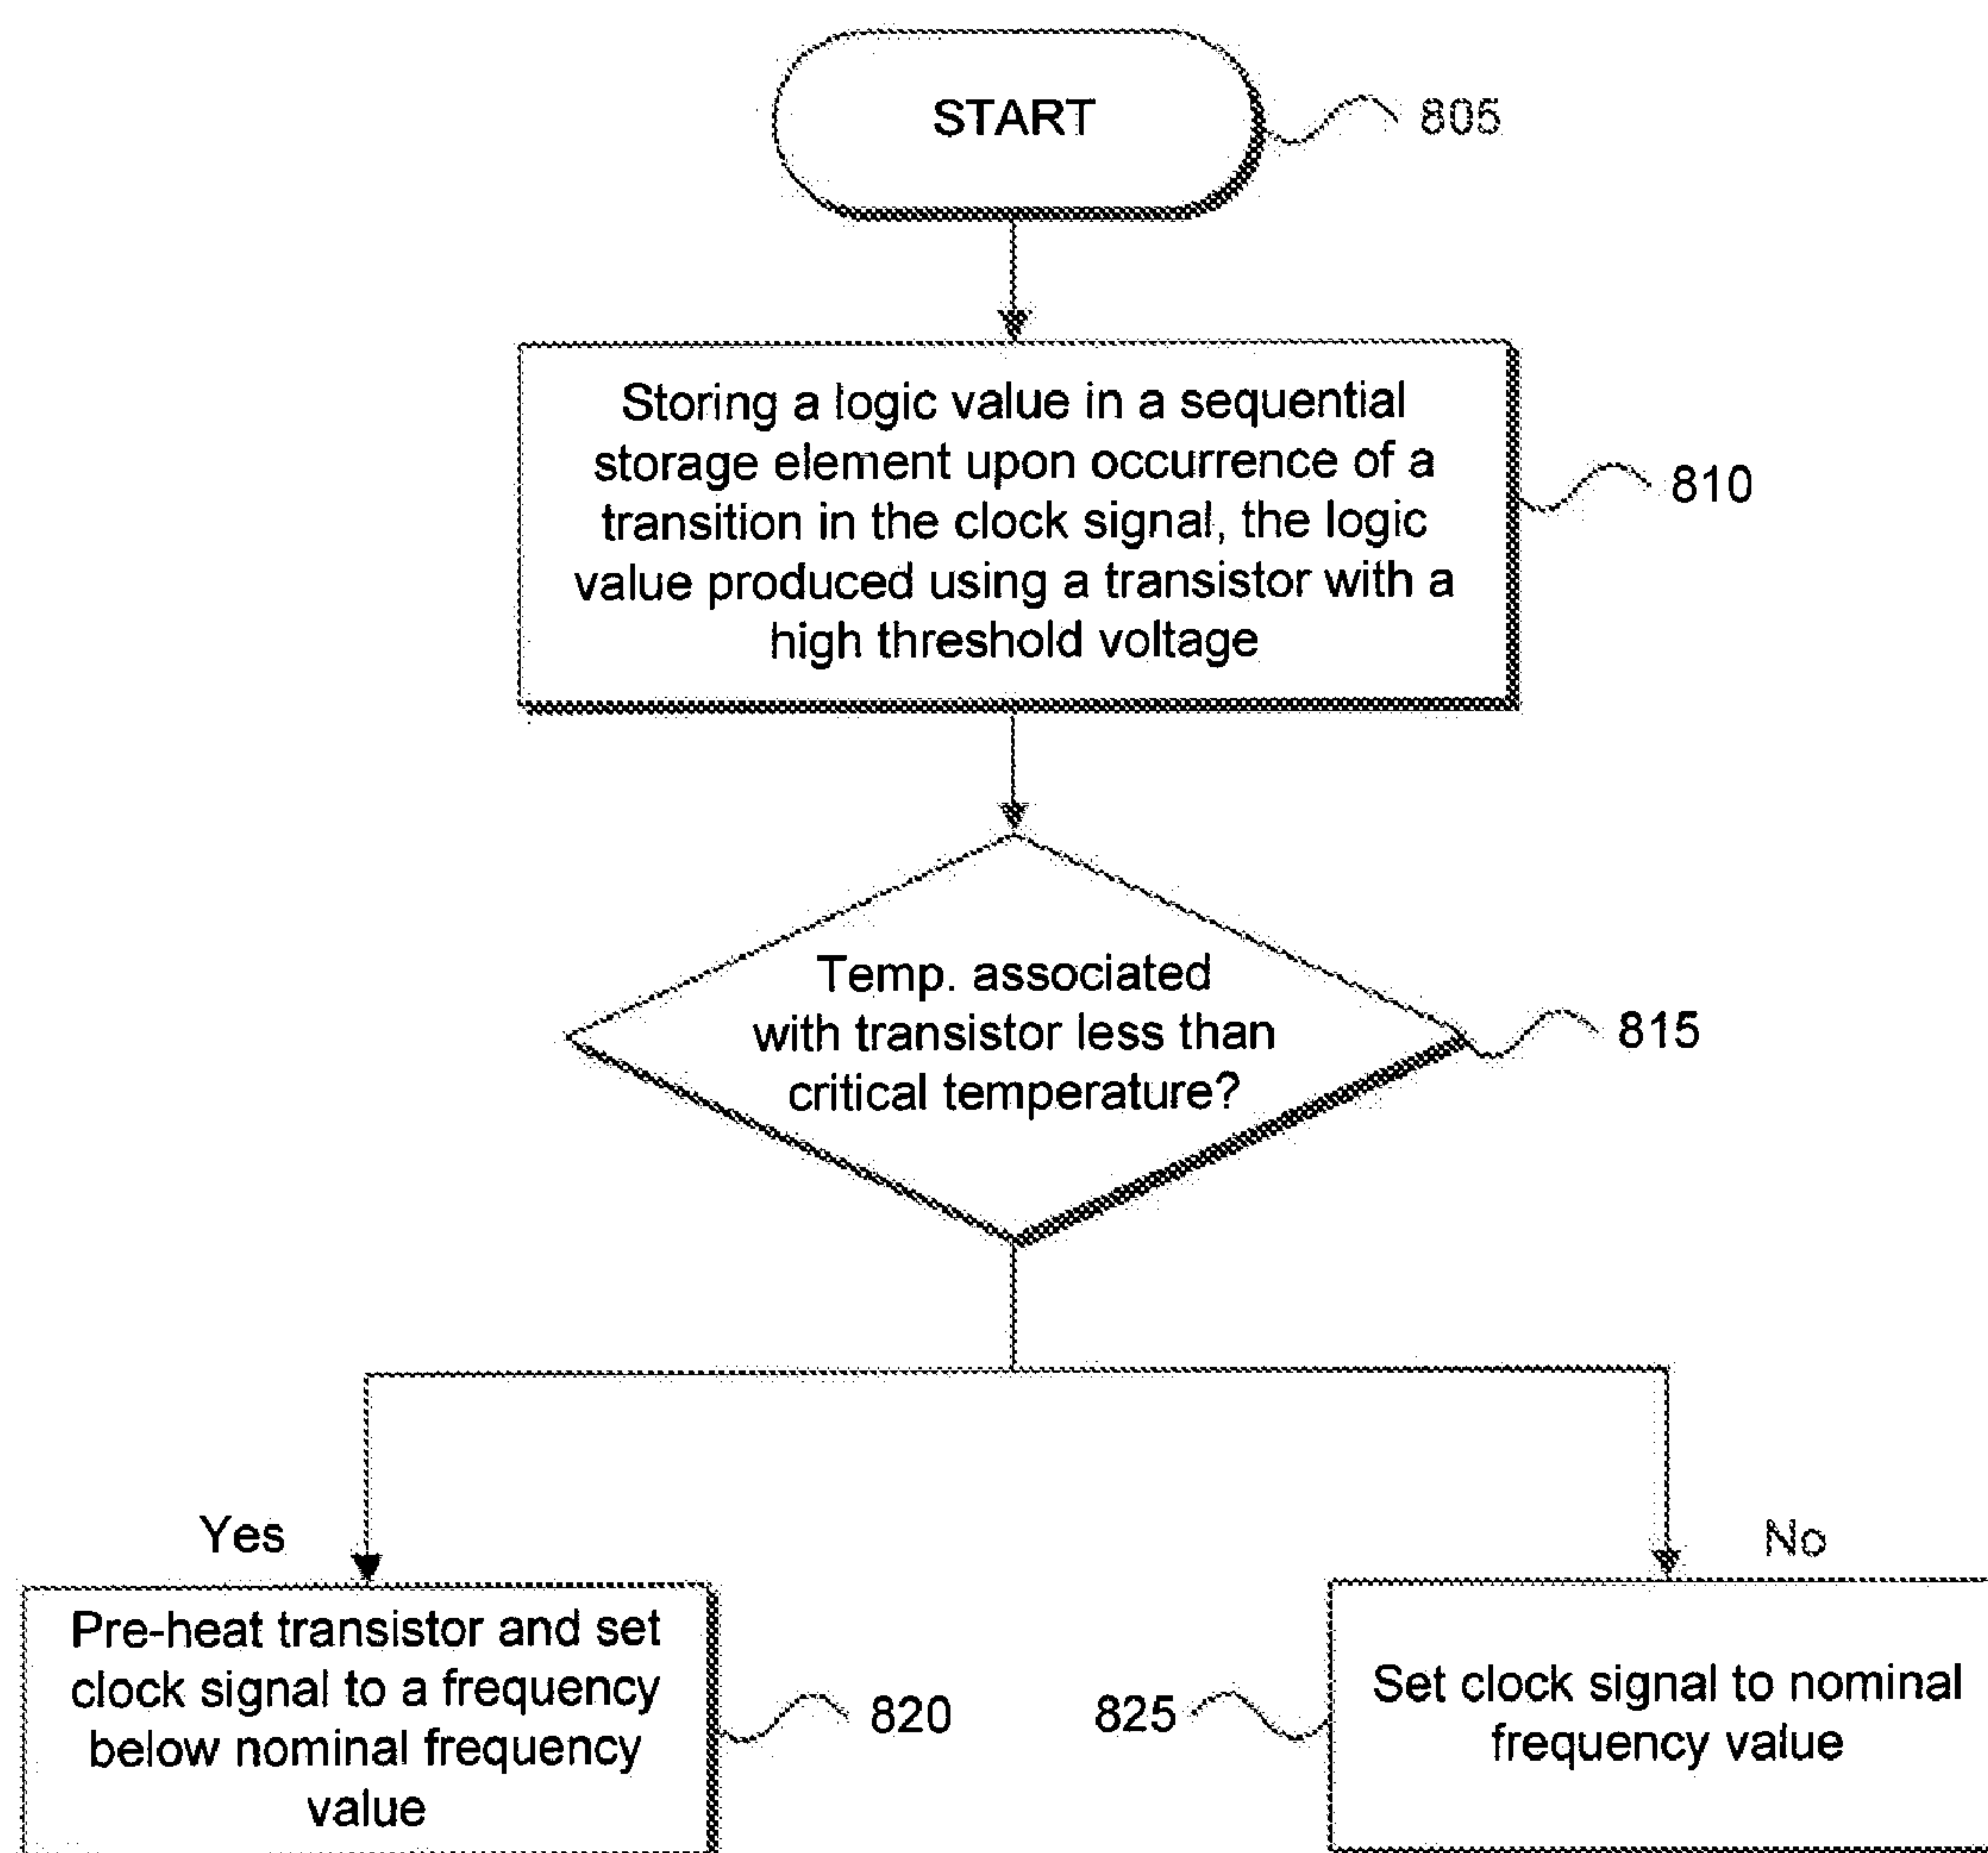 START
805
Storing a logic value in a sequential
storage element upon occurrence of a
transition in the clock signal, the logic
value produced using a transistor with a
high threshold voltage
810
Temp. associated
with transistor less than
critical temperature?
815
Yes
No
Pre-heat transistor and set
clock signal to a frequency
below nominal frequency
value
820
825
Set clock signal to nominal
frequency value